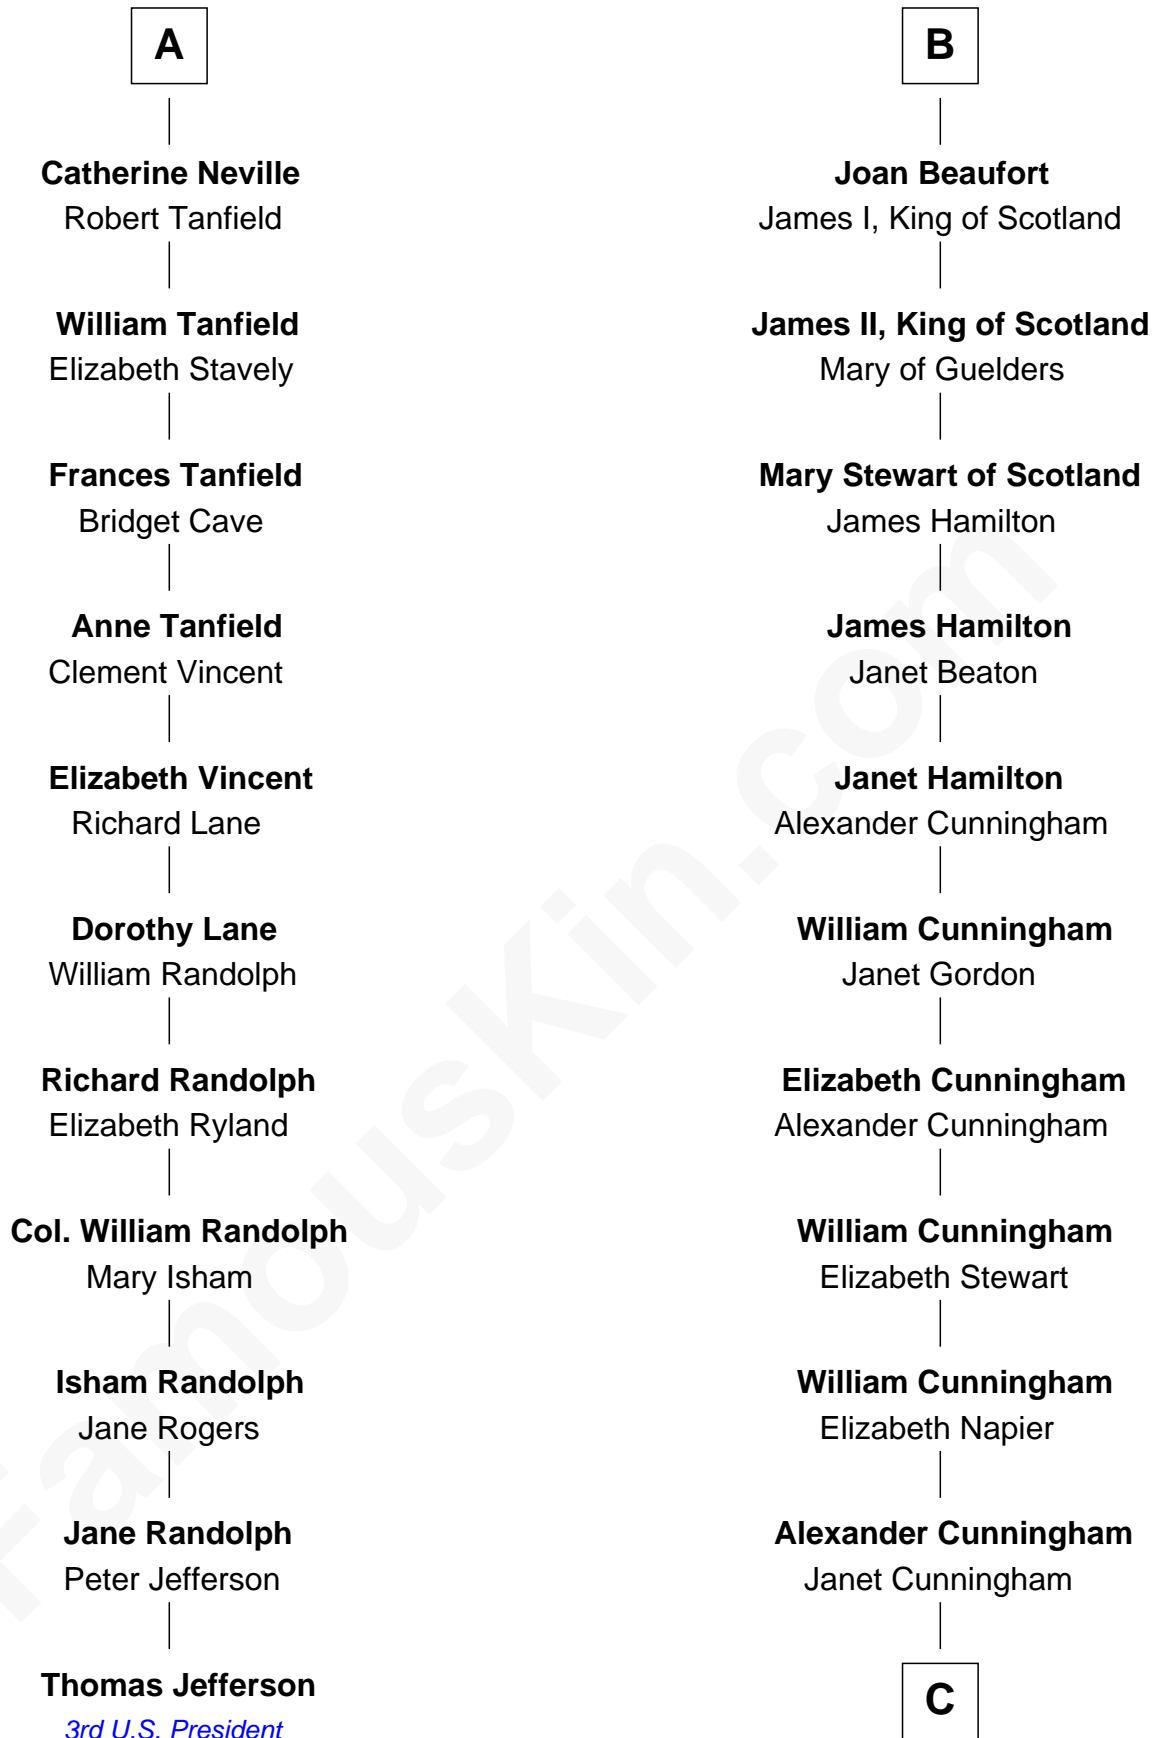 A
Catherine Neville
Robert Tanfield
William Tanfield
Elizabeth Stavely
Frances Tanfield
Bridget Cave
Anne Tanfield
Clement Vincent
Elizabeth Vincent
Richard Lane
Dorothy Lane
William Randolph
Richard Randolph
Elizabeth Ryland
Col. William Randolph
Mary Isham
Isham Randolph
Jane Rogers
Jane Randolph
Peter Jefferson
Thomas Jefferson
3rd U.S. President
B
Joan Beaufort
James I, King of Scotland
James II, King of Scotland
Mary of Guelders
Mary Stewart of Scotland
James Hamilton
James Hamilton
Janet Beaton
Janet Hamilton
Alexander Cunningham
William Cunningham
Janet Gordon
Elizabeth Cunningham
Alexander Cunningham
William Cunningham
Elizabeth Stewart
William Cunningham
Elizabeth Napier
Alexander Cunningham
Janet Cunningham
C
FamousKin.com